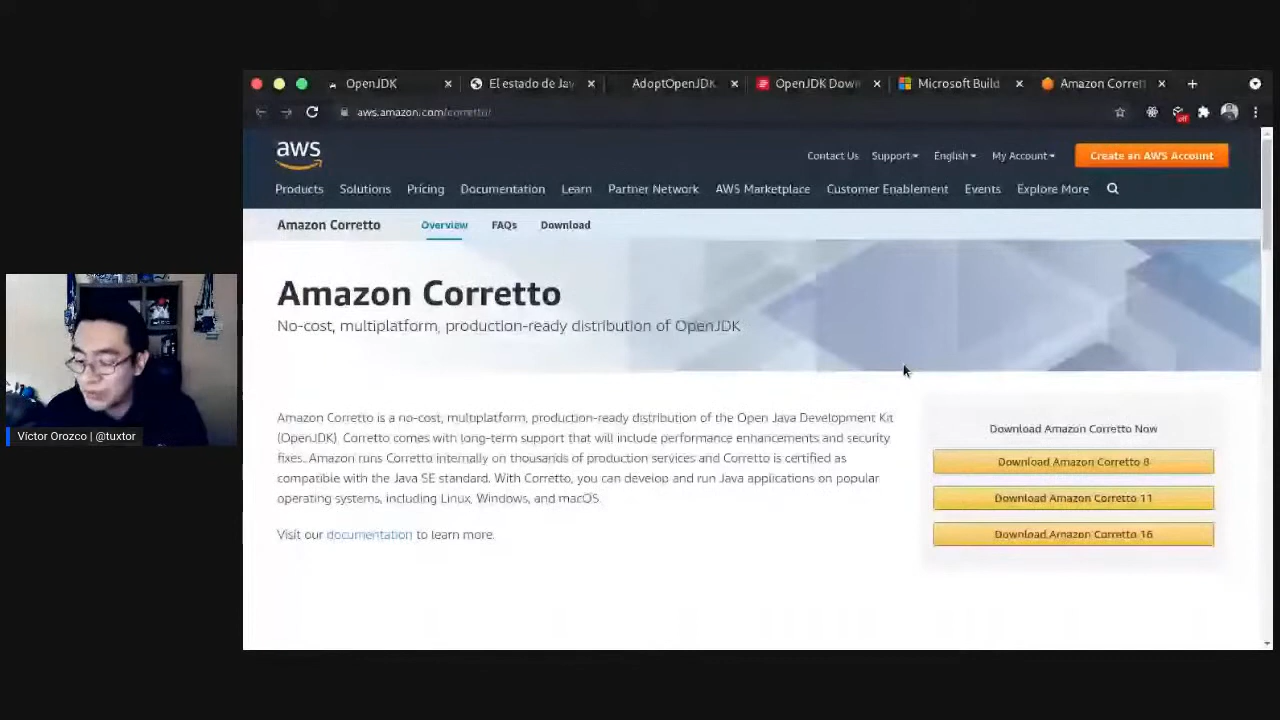 OpenJDK
El estado de Jav
AdoptOpenJDK
OpenJDK Down
Microsoft Build
Amazon Corrett
aws.amazon.com/corretto/
off
aws
Contact Us
Support
English
My Account
Create an AWS Account
Products
Solutions
Pricing
Documentation
Learn
Partner Network
AWS Marketplace
Customer Enablement
Events
Explore More
Amazon Corretto
Overview
FAQs
Download
Amazon Corretto
No-cost, multiplatform, production-ready distribution of OpenJDK
Amazon Corretto is a no-cost, multiplatform, production-ready distribution of the Open Java Development Kit
(OpenJDK). Corretto comes with long-term support that will include performance enhancements and security
fixes. Amazon runs Corretto internally on thousands of production services and Corretto is certified as
compatible with the Java SE standard. With Corretto, you can develop and run Java applications on popular
operating systems, including Linux, Windows, and macOS.
Visit our documentation to learn more.
Download Amazon Corretto Now
Download Amazon Corretto 8
Download Amazon Corretto 11
Download Amazon Corretto 16
Víctor Orozco | @tuxtor